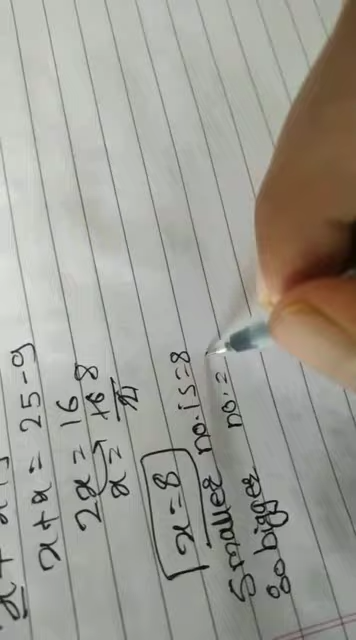 x + x = 25 - 9
2x = 16
x = 16 8
x = 8
Smaller no. is = 8
So bigger no. =